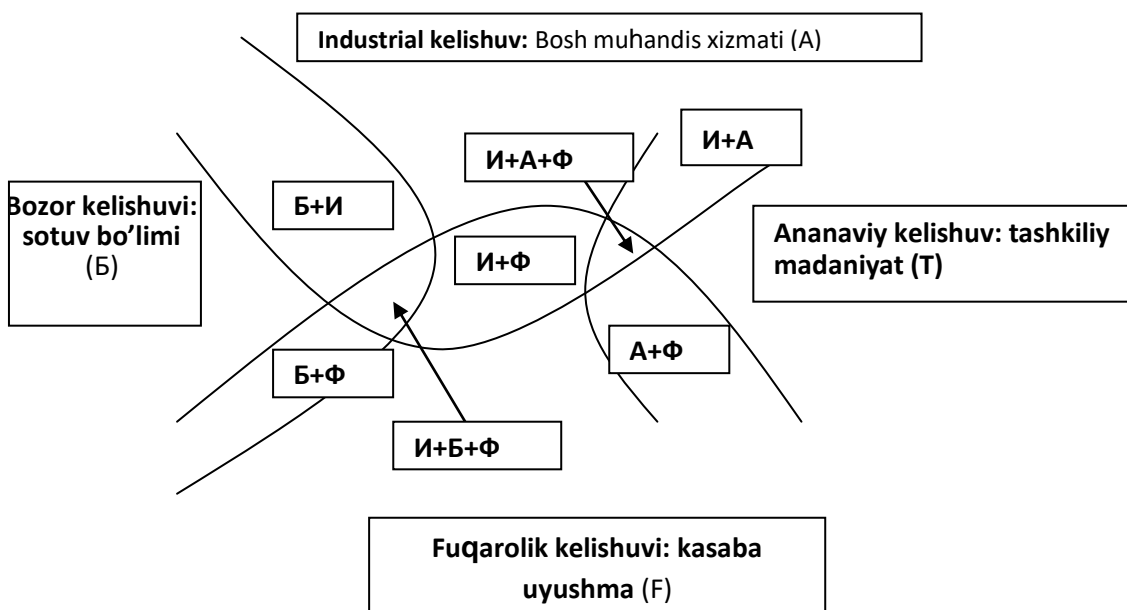 Industrial kelishuv: Bosh muhandis xizmati (A)
И+А
И+А+Ф
Б+И
Bozor kelishuvi:
sotuv bo’limi
(Б)
И+Ф
Ananaviy kelishuv: tashkiliy
madaniyat (T)
А+Ф
Б+Ф
И+Б+Ф
Fuqarolik kelishuvi: kasaba
uyushma (F)